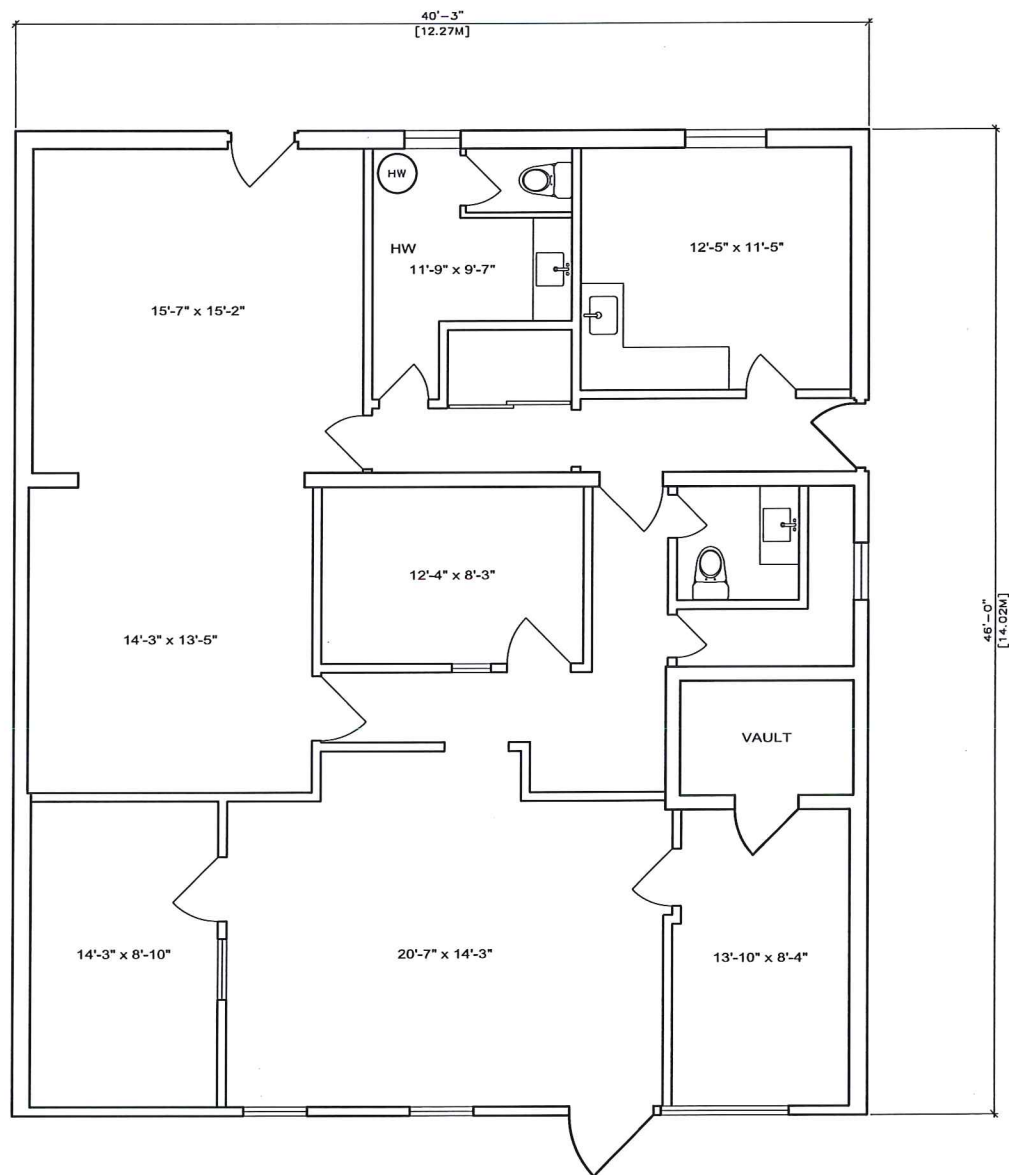 40'-3"
[12.27M]
HW
HW
11'-9" x 9'-7"
12'-5" x 11'-5"
15'-7" x 15'-2"
12'-4" x 8'-3"
46'-0"
[14.02M]
14'-3" x 13'-5"
VAULT
14'-3" x 8'-10"
20'-7" x 14'-3"
13'-10" x 8'-4"